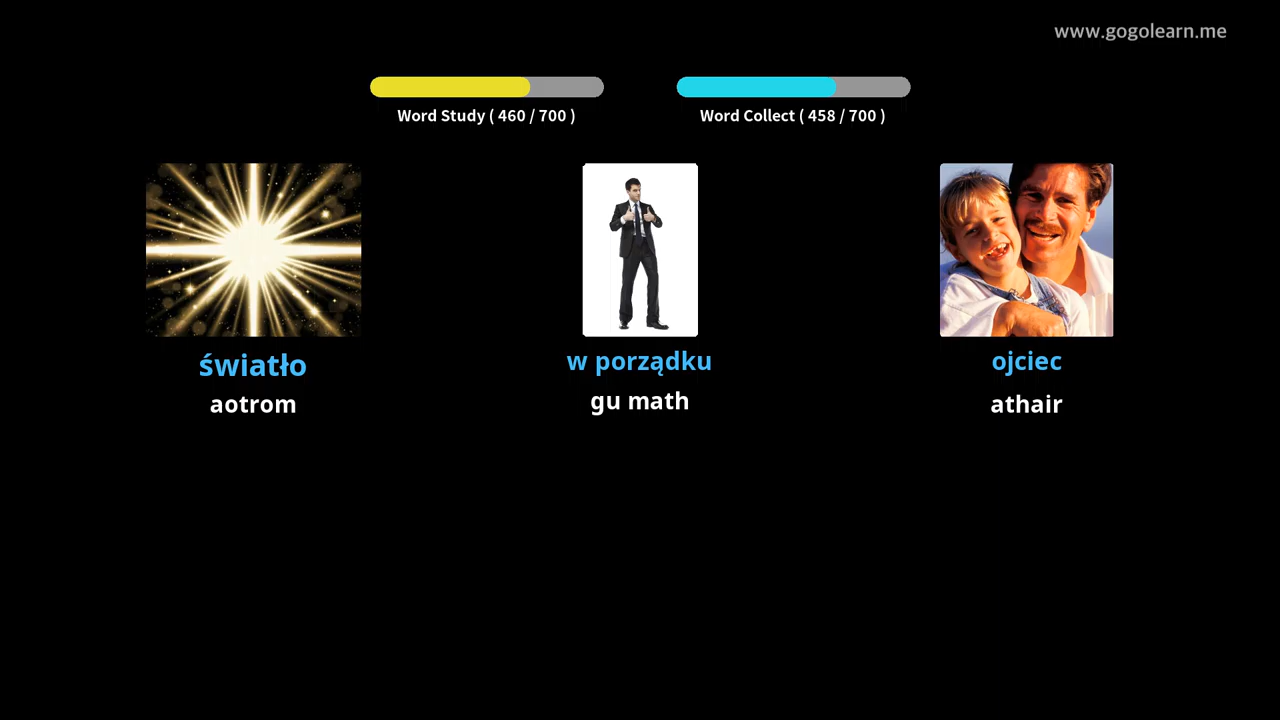 www.gogolearn.me
Word Study ( 460 / 700 )
Word Collect ( 458 / 700 )
światło
w porządku
ojciec
aotrom
gu math
athair